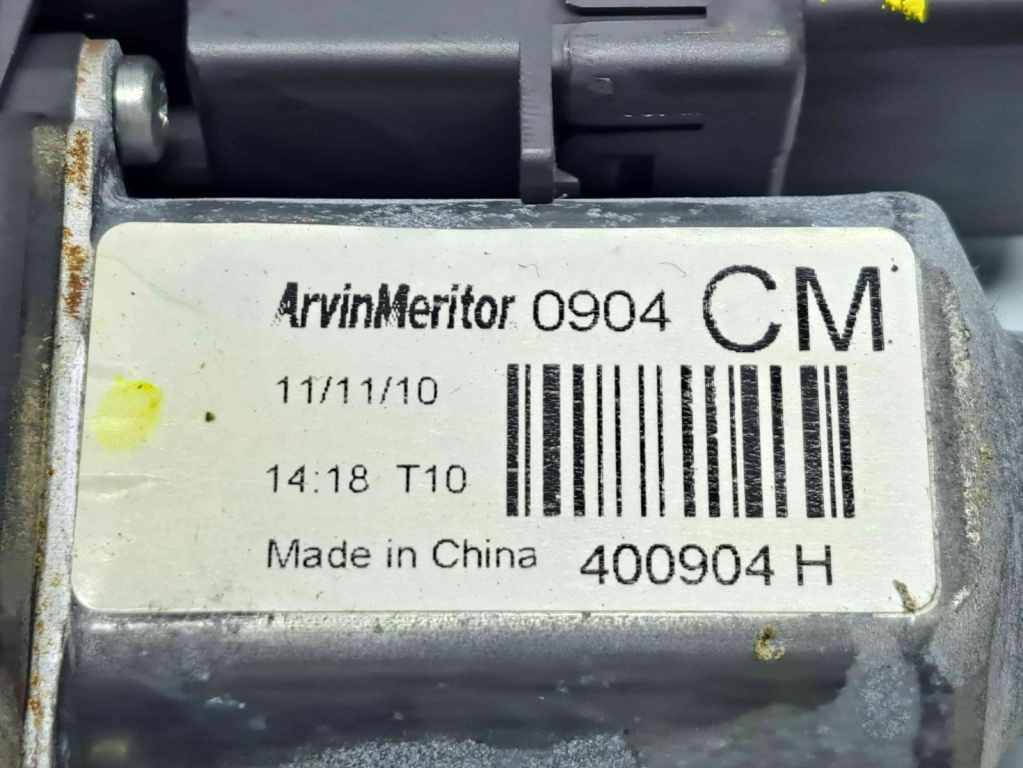 ArvinMeritor 0904 CM
11/11/10
14:18 T10
Made in China 400904 H